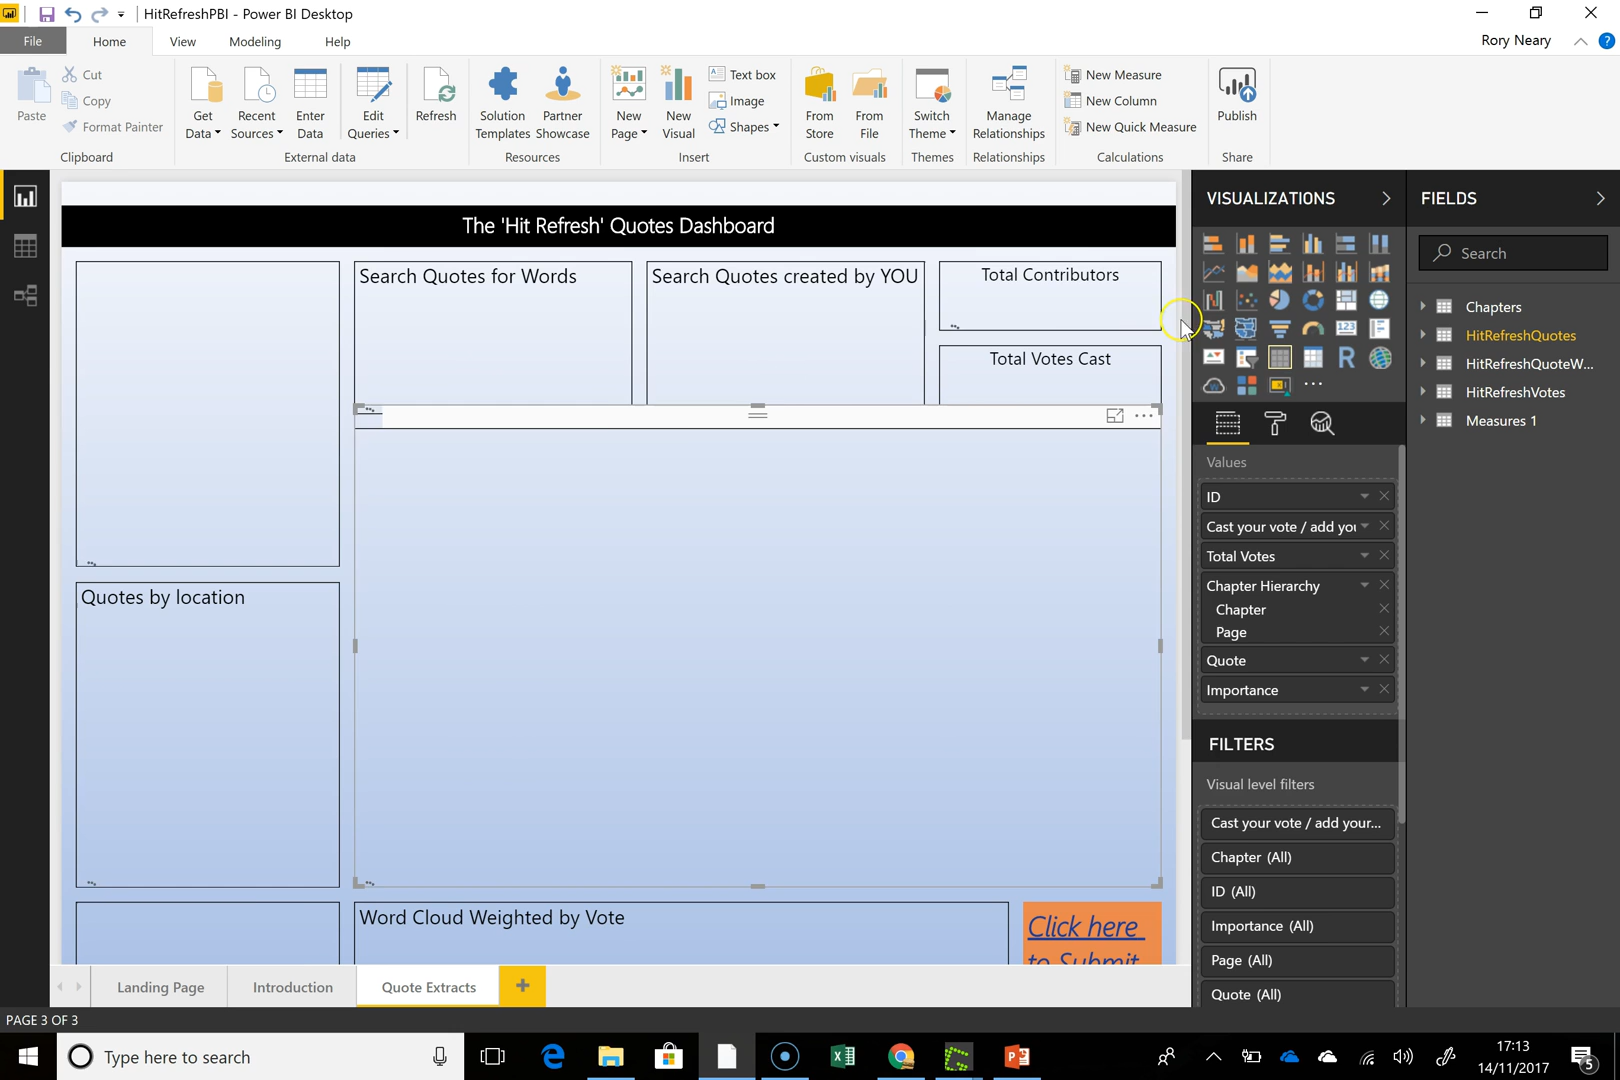 HitRefreshPBI - Power BI Desktop
File
Home
View
Modeling
Help
Rory Neary
?
Paste
Cut
Copy
Format Painter
Clipboard
Get Data
Recent Sources
Enter Data
Edit Queries
Refresh
External data
Solution Templates
Partner Showcase
Resources
New Page
New Visual
Text box
Image
Shapes
Insert
From Store
From File
Custom visuals
Switch Theme
Themes
Manage Relationships
Relationships
New Measure
New Column
New Quick Measure
Calculations
Publish
Share
The 'Hit Refresh' Quotes Dashboard
Search Quotes for Words
Search Quotes created by YOU
Total Contributors
Total Votes Cast
Quotes by location
Word Cloud Weighted by Vote
Click here
to Submit
VISUALIZATIONS
123
R
Values
ID
Cast your vote / add you
Total Votes
Chapter Hierarchy
Chapter
Page
Quote
Importance
FILTERS
Visual level filters
Cast your vote / add your...
Chapter (All)
ID (All)
Importance (All)
Page (All)
Quote (All)
FIELDS
Search
Chapters
HitRefreshQuotes
HitRefreshQuoteW...
HitRefreshVotes
Measures 1
Landing Page
Introduction
Quote Extracts
PAGE 3 OF 3
Type here to search
17:13
14/11/2017
5